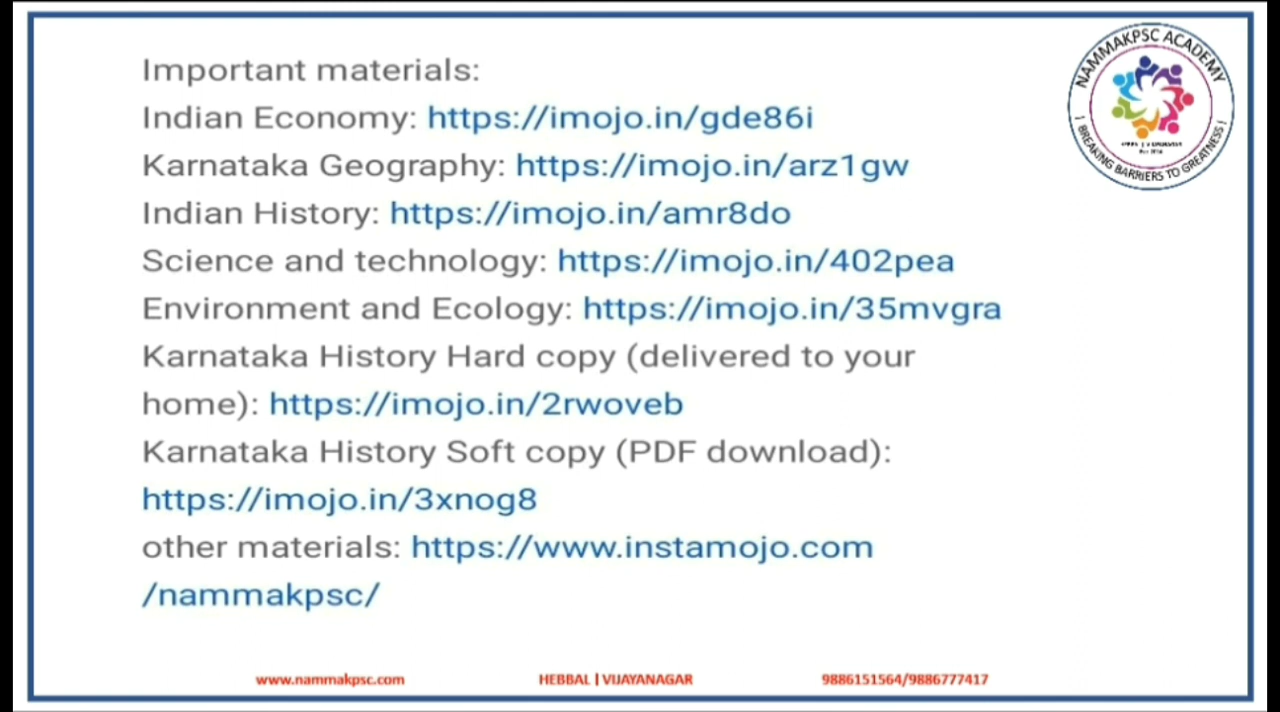 Important materials:
Indian Economy: https://imojo.in/gde86i
Karnataka Geography: https://imojo.in/arz1gw
Indian History: https://imojo.in/amr8do
Science and technology: https://imojo.in/402pea
Environment and Ecology: https://imojo.in/35mvgra
Karnataka History Hard copy (delivered to your
home): https://imojo.in/2rwoveb
Karnataka History Soft copy (PDF download):
https://imojo.in/3xnog8
other materials: https://www.instamojo.com
/nammakpsc/
NAMMAKPSC ACADEMY
! BREAKING BARRIERS TO GREATNESS !
www.nammakpsc.com
HEBBAL | VIJAYANAGAR
9886151564/9886777417